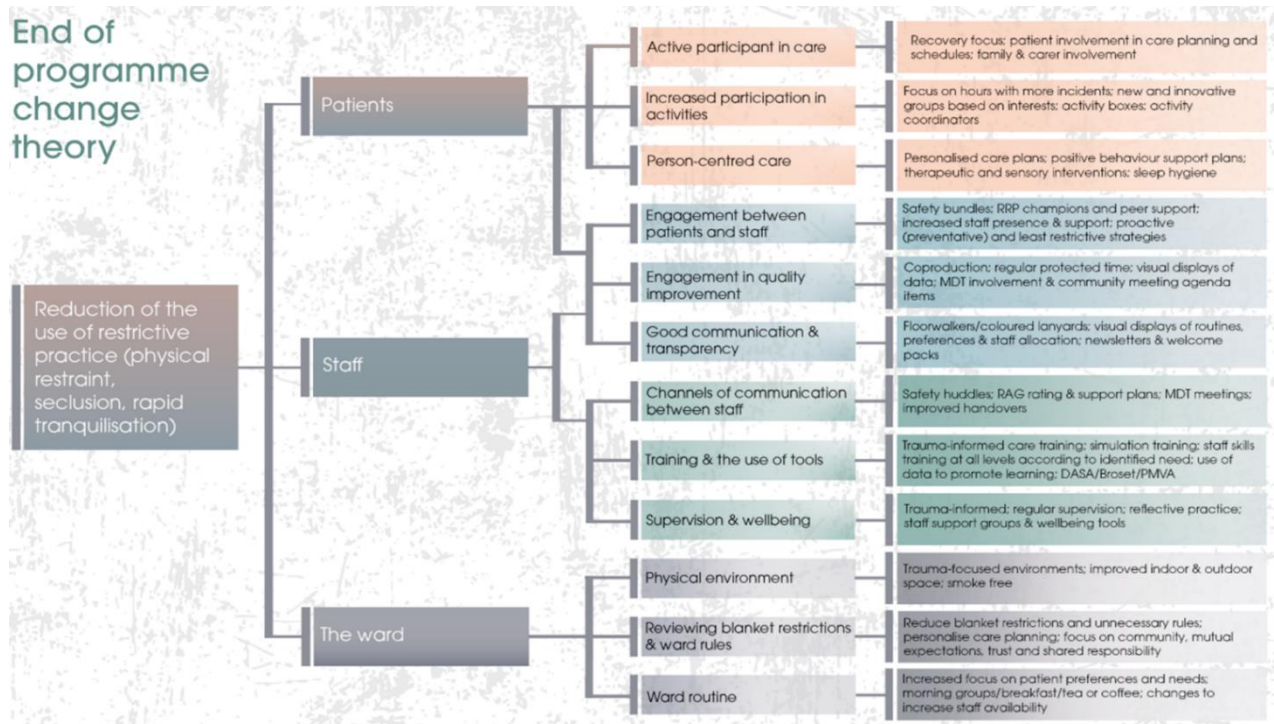 End of
programme
change
theory
Reduction of the
use of restrictive
practice (physical
restraint,
seclusion, rapid
tranquilisation)
Patients
Staff
The ward
Active participant in care
Recovery focus; patient involvement in care planning and
schedules; family & carer involvement
Increased participation in
activities
Focus on hours with more incidents; new and innovative
groups based on interests; activity boxes; activity
coordinators
Person-centred care
Personalised care plans; positive behaviour support plans;
therapeutic and sensory interventions; sleep hygiene
Engagement between
patients and staff
Safety bundles; RRP champions and peer support;
increased staff presence & support; proactive
(preventative) and least restrictive strategies
Engagement in quality
improvement
Coproduction; regular protected time; visual displays of
data; MDT involvement & community meeting agenda
items
Good communication &
transparency
Floorwalkers/coloured lanyards; visual displays of routines,
preferences & staff allocation; newsletters & welcome
packs
Channels of communication
between staff
Safety huddles; RAG rating & support plans; MDT meetings;
improved handovers
Training & the use of tools
Trauma-informed care training; simulation training; staff skills
training at all levels according to identified need; use of
data to promote learning; DASA/Broset/PMVA
Supervision & wellbeing
Trauma-informed; regular supervision; reflective practice;
staff support groups & wellbeing tools
Physical environment
Trauma-focused environments; improved indoor & outdoor
space; smoke free
Reviewing blanket restrictions
& ward rules
Reduce blanket restrictions and unnecessary rules;
personalise care planning; focus on community, mutual
expectations, trust and shared responsibility
Ward routine
Increased focus on patient preferences and needs;
morning groups/breakfast/tea or coffee; changes to
increase staff availability